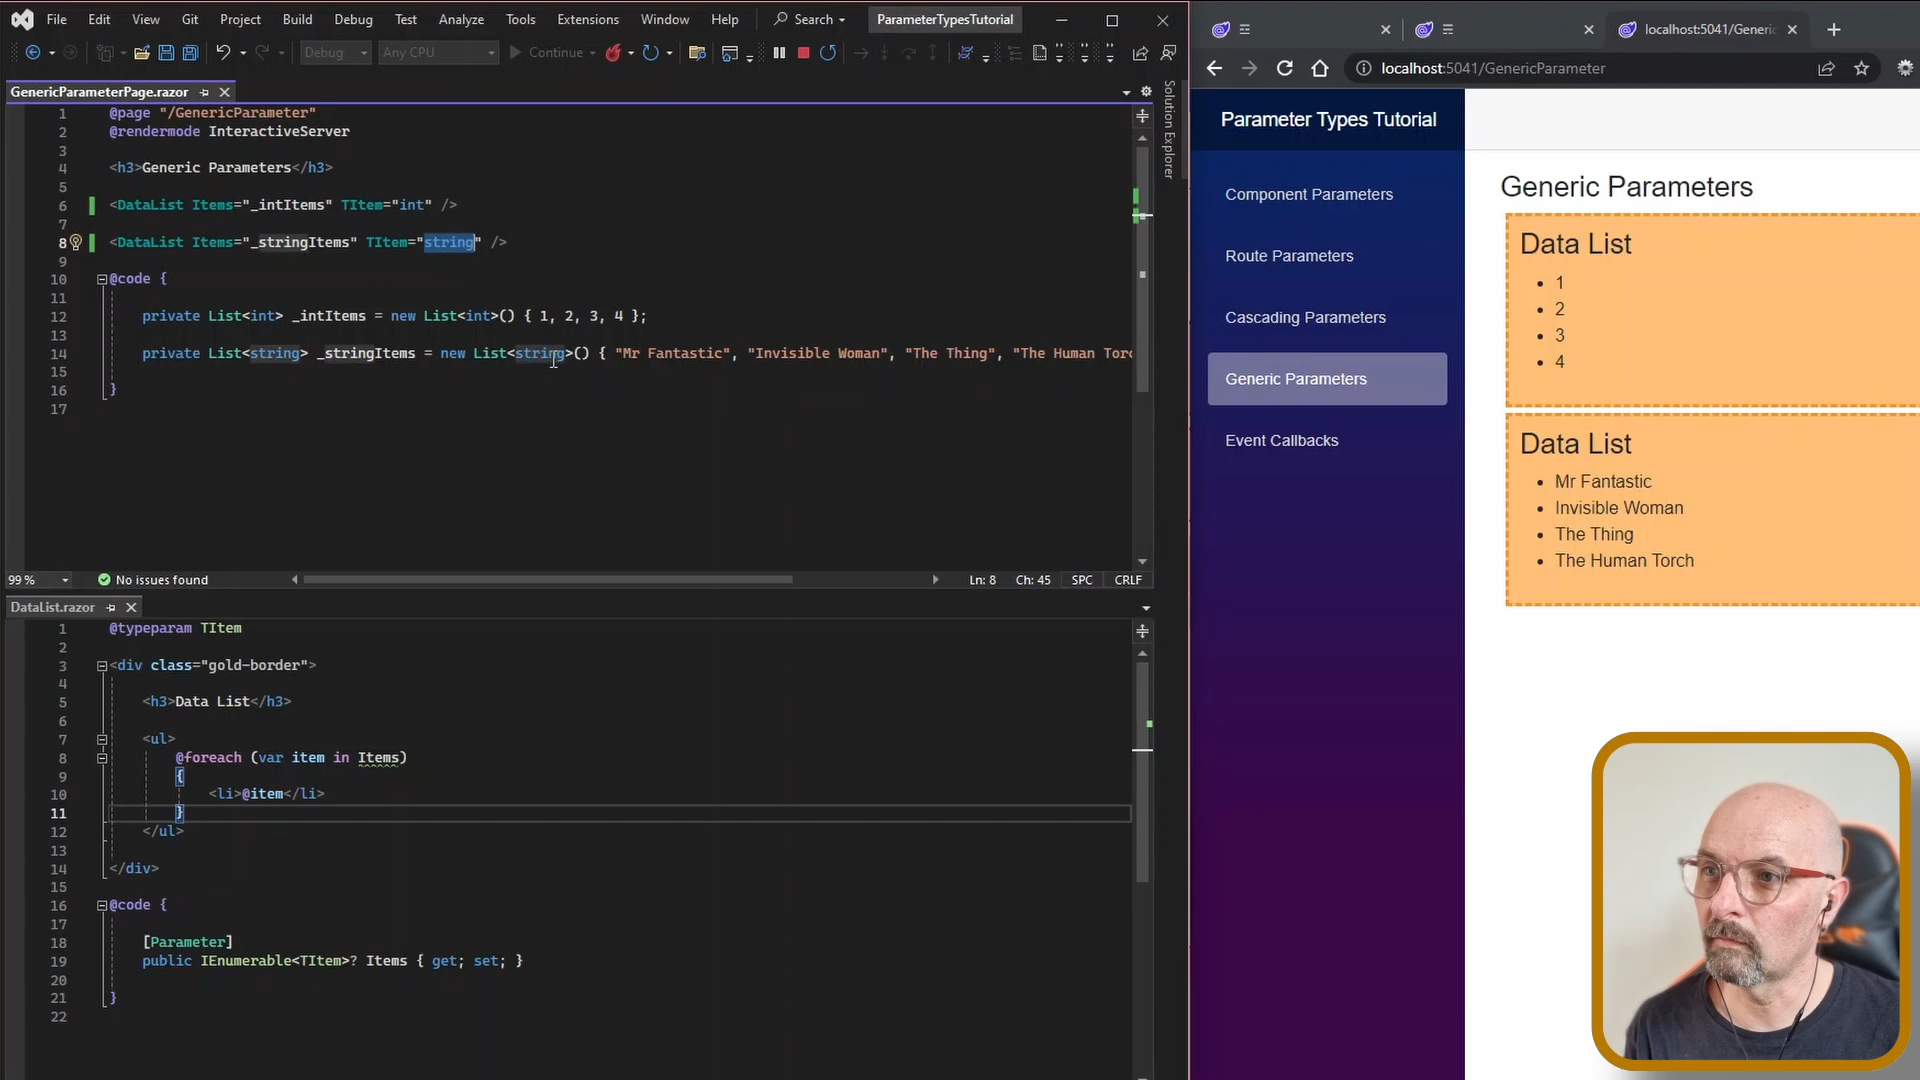 File Edit View Git Project Build Debug Test Analyze Tools Extensions Window Help Search ParameterTypesTutorial
Debug Any CPU Continue
GenericParameterPage.razor
1 @page "/GenericParameter"
2 @rendermode InteractiveServer
3
4 <h3>Generic Parameters</h3>
5
6 <DataList Items="_intItems" TItem="int" />
7
8 <DataList Items="_stringItems" TItem="string" />
9
10 @code {
11
12 private List<int> _intItems = new List<int>() { 1, 2, 3, 4 };
13
14 private List<string> _stringItems = new List<string>() { "Mr Fantastic", "Invisible Woman", "The Thing", "The Human Torc
15
16 }
17
99 % No issues found Ln: 8 Ch: 45 SPC CRLF
DataList.razor
1 @typeparam TItem
2
3 <div class="gold-border">
4
5 <h3>Data List</h3>
6
7 <ul>
8 @foreach (var item in Items)
9 {
10 <li>@item</li>
11 }
12 </ul>
13
14 </div>
15
16 @code {
17
18 [Parameter]
19 public IEnumerable<TItem>? Items { get; set; }
20
21 }
22
Solution Explorer
localhost:5041/Generic
localhost:5041/GenericParameter
Parameter Types Tutorial
Component Parameters
Route Parameters
Cascading Parameters
Generic Parameters
Event Callbacks
Generic Parameters
Data List
1
2
3
4
Data List
Mr Fantastic
Invisible Woman
The Thing
The Human Torch